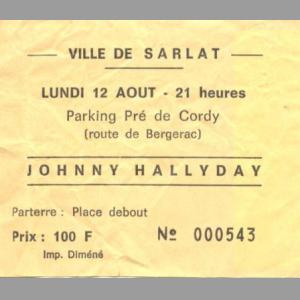 VILLE DE SARLAT
LUNDI 12 AOUT - 21 heures
Parking Pré de Cordy
(route de Bergerac)
JOHNNY HALLYDAY
Parterre : Place debout
Prix : 100 F Nº 000543
Imp. Diméné